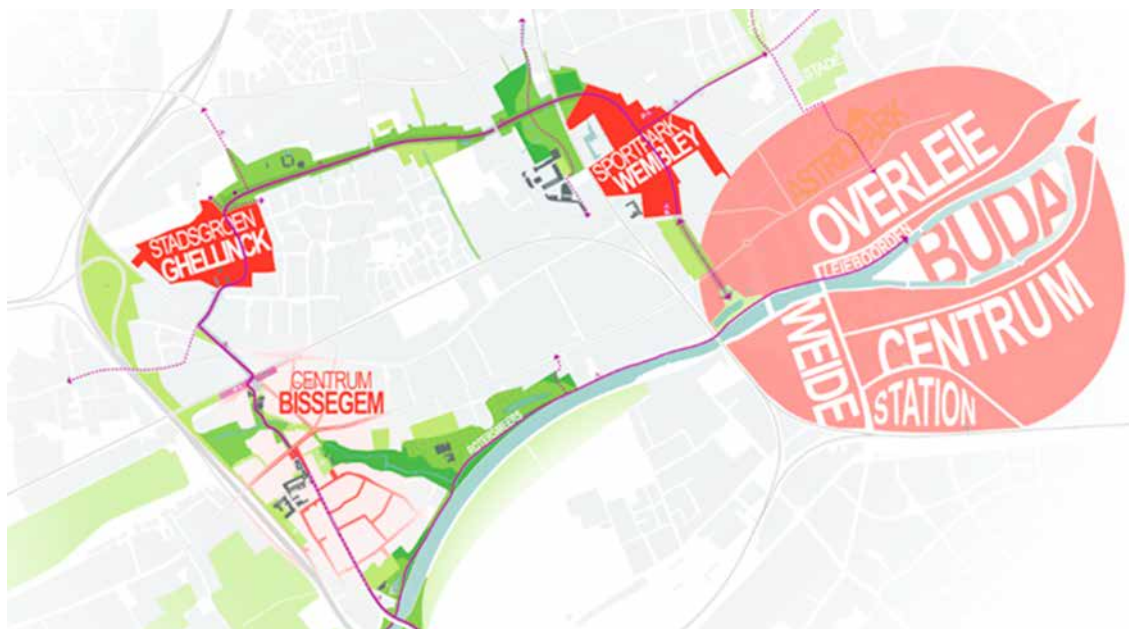 STADE
ASTRIDPARK
OVERLEIE
SPORTPARK
WEMBLEY
STADSGROEN
GHELLINCK
LEIEBOORDEN
BUDA
WEIDE
CENTRUM
STATION
CENTRUM
BISSEGEM